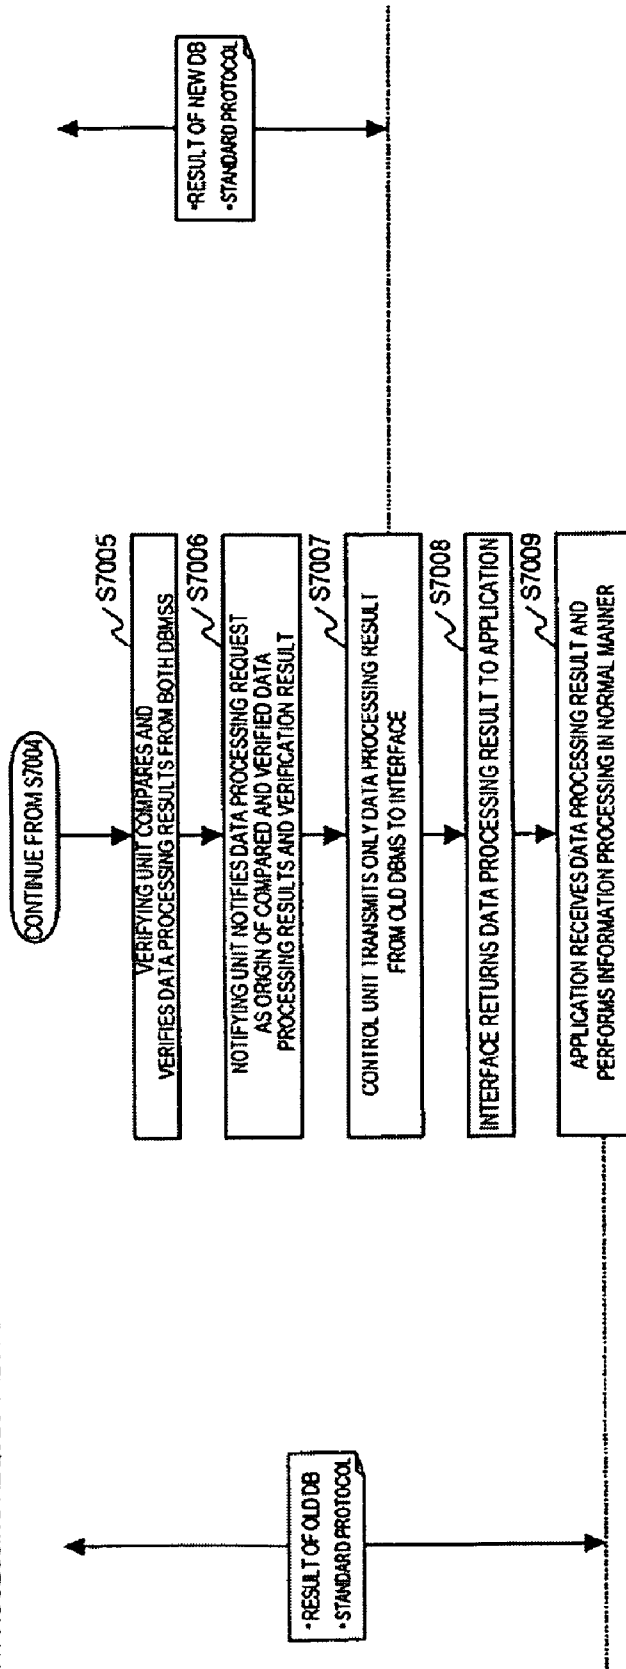 CONTINUE FROM S7004
S7005
VERIFYING UNIT COMPARES AND
VERIFIES DATA PROCESSING RESULTS FROM BOTH DBMSS
S7006
NOTIFYING UNIT NOTIFIES DATA PROCESSING REQUEST
AS ORIGIN OF COMPARED AND VERIFIED DATA
PROCESSING RESULTS AND VERIFICATION RESULT
S7007
CONTROL UNIT TRANSMITS ONLY DATA PROCESSING RESULT
FROM OLD DBMS TO INTERFACE
S7008
INTERFACE RETURNS DATA PROCESSING RESULT TO APPLICATION
S7009
APPLICATION RECEIVES DATA PROCESSING RESULT AND
PERFORMS INFORMATION PROCESSING IN NORMAL MANNER
•RESULT OF OLD DB
•STANDARD PROTOCOL
•RESULT OF NEW DB
•STANDARD PROTOCOL